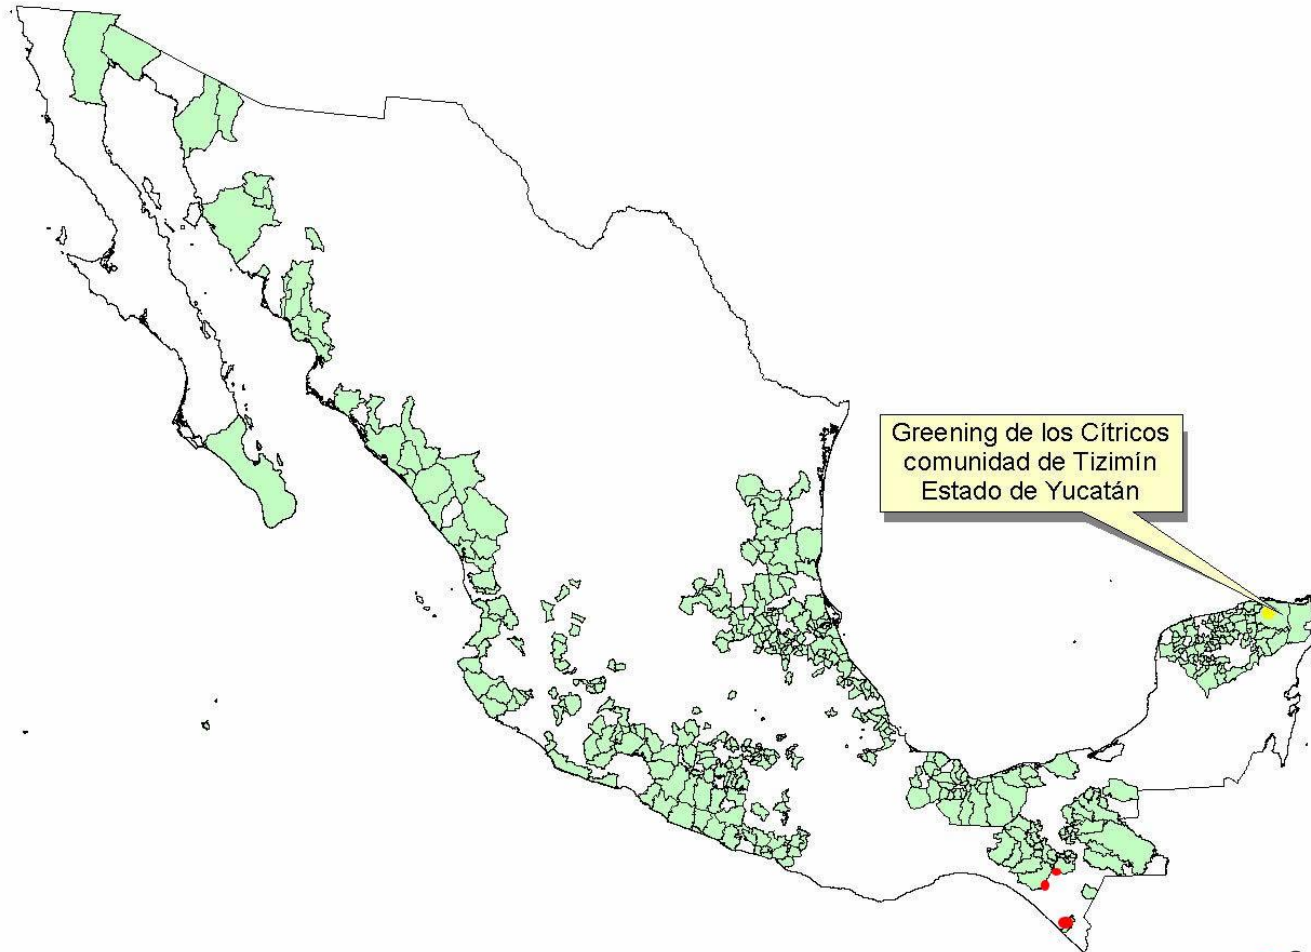 Greening de los Cítricos
comunidad de Tizimín
Estado de Yucatán